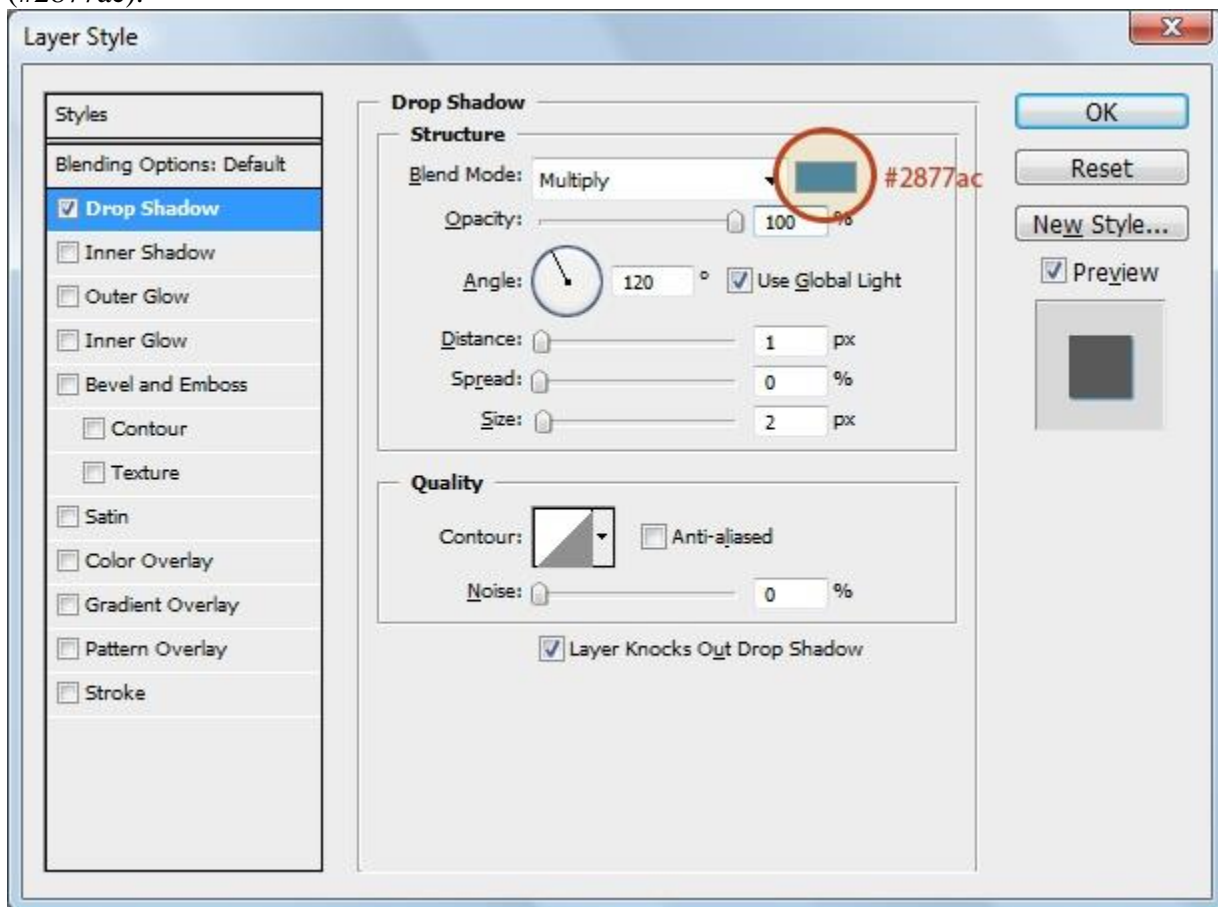 (#2877ac).
Layer Style
Styles
Blending Options: Default
Drop Shadow
Inner Shadow
Outer Glow
Inner Glow
Bevel and Emboss
Contour
Texture
Satin
Color Overlay
Gradient Overlay
Pattern Overlay
Stroke
Drop Shadow
Structure
Blend Mode: Multiply #2877ac
Opacity: 100 %
Angle: 120 ° Use Global Light
Distance: 1 px
Spread: 0 %
Size: 2 px
Quality
Contour: Anti-aliased
Noise: 0 %
Layer Knocks Out Drop Shadow
OK
Reset
New Style...
Preview